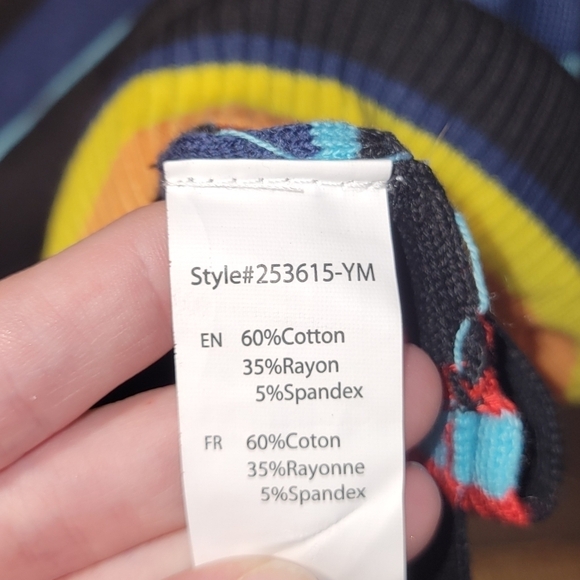 Style#253615-YM
EN 60%Cotton
35%Rayon
5%Spandex
FR 60%Coton
35%Rayonne
5%Spandex